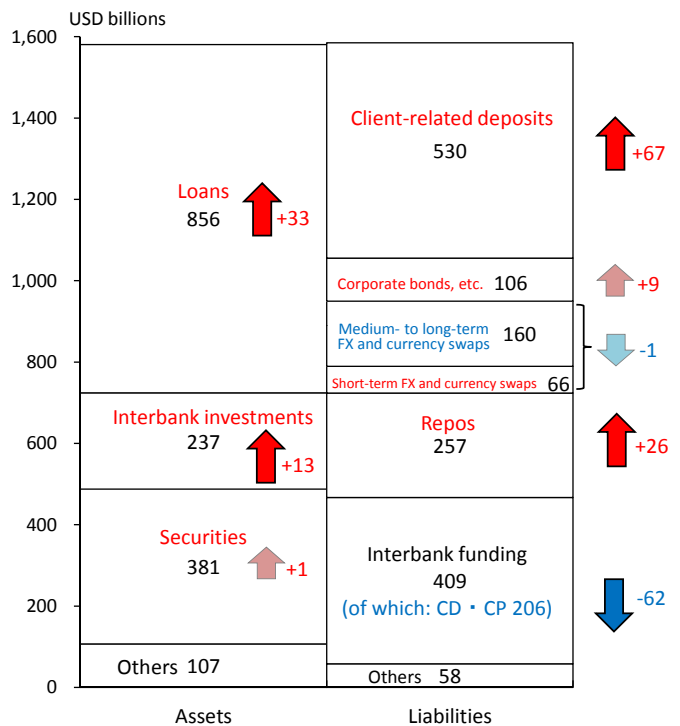 USD billions
1,600
1,400
1,200
1,000
800
600
400
200
0
Loans
856
+33
Interbank investments
237
+13
Securities
381
+1
Others 107
Client-related deposits
530
+67
Corporate bonds, etc. 106
+9
Medium- to long-term
FX and currency swaps
160
-1
Short-term FX and currency swaps 66
Repos
257
+26
Interbank funding
409
(of which: CD・CP 206)
-62
Others 58
Assets
Liabilities